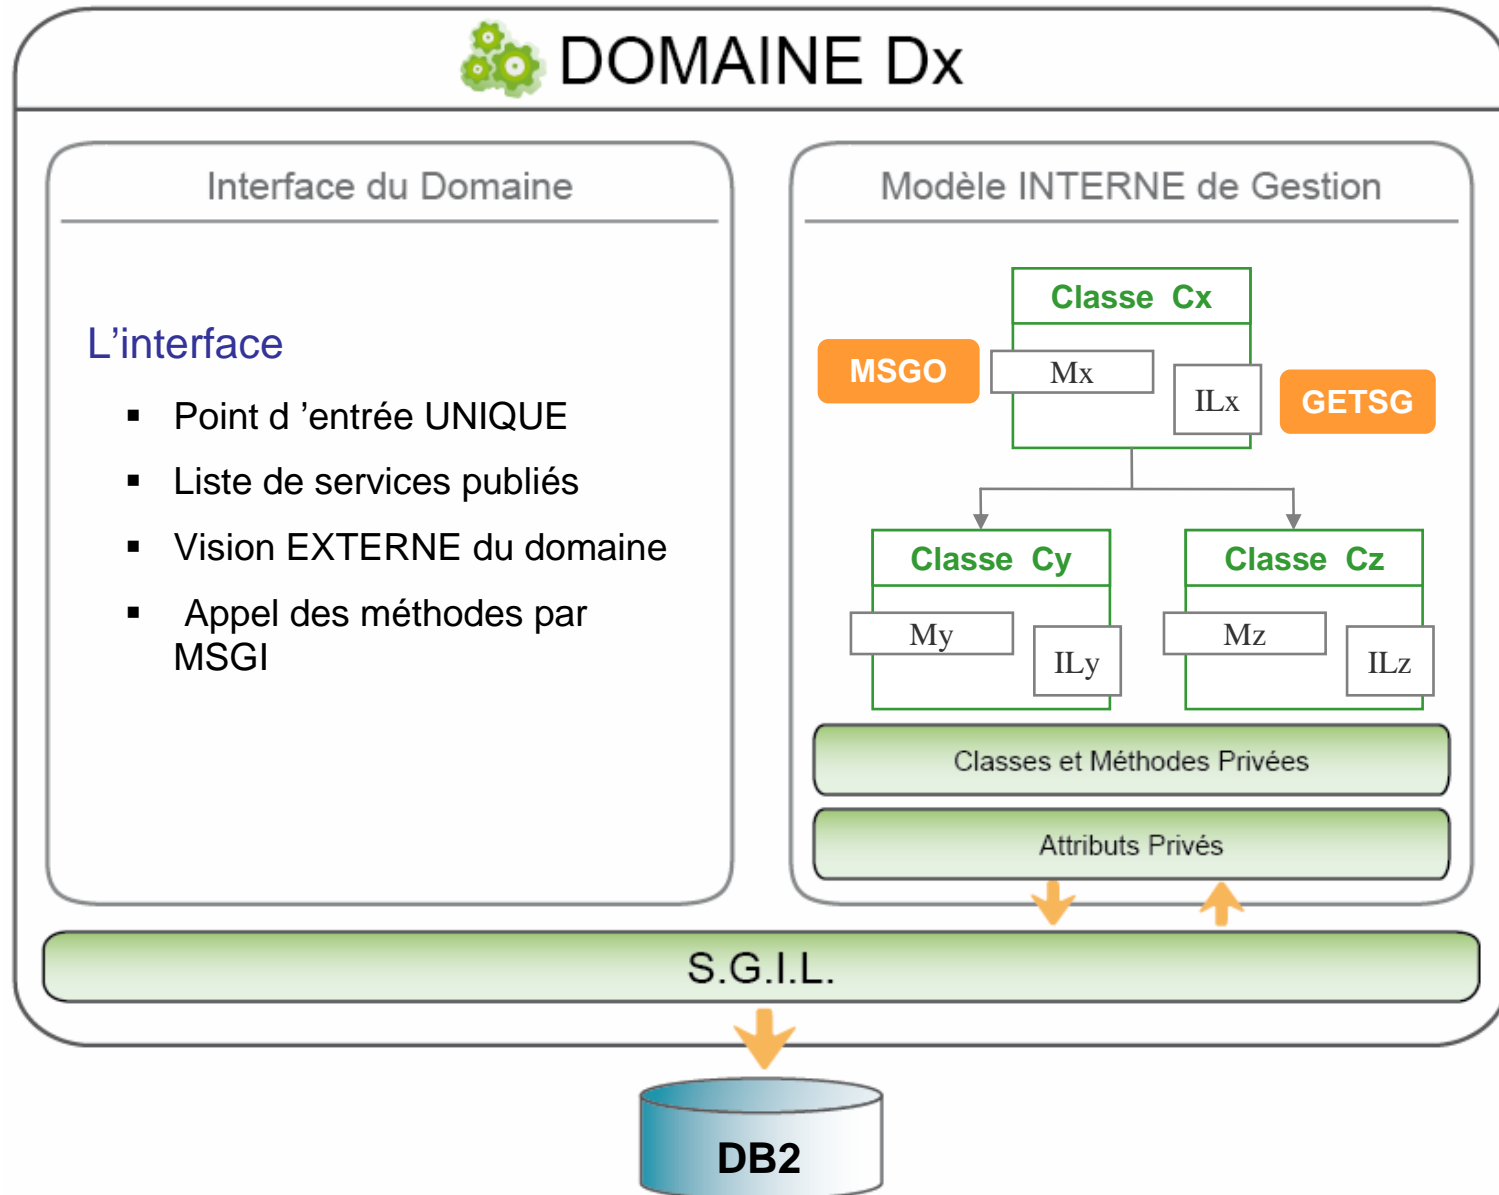 DOMAINE Dx
Interface du Domaine
L’interface
▪ Point d ’entrée UNIQUE
▪ Liste de services publiés
▪ Vision EXTERNE du domaine
▪ Appel des méthodes par
MSGI
Modèle INTERNE de Gestion
Classe Cx
MSGO
Mx
ILx
GETSG
Classe Cy
My
ILy
Classe Cz
Mz
ILz
Classes et Méthodes Privées
Attributs Privés
S.G.I.L.
DB2